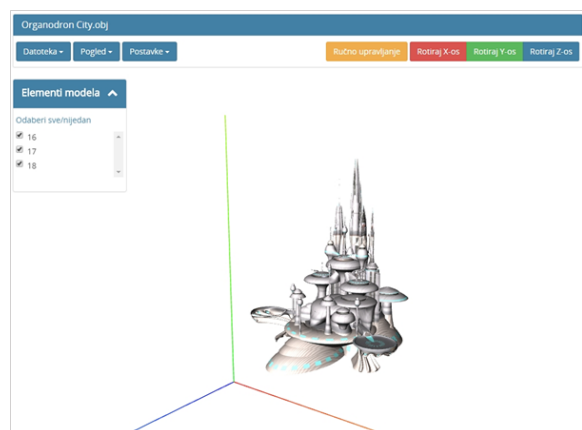 Organodron City.obj
Datoteka Pogled Postavke Ručno upravljanje Rotiraj X-os Rotiraj Y-os Rotiraj Z-os
Elementi modela
Odaberi sve/nijedan
16
17
18